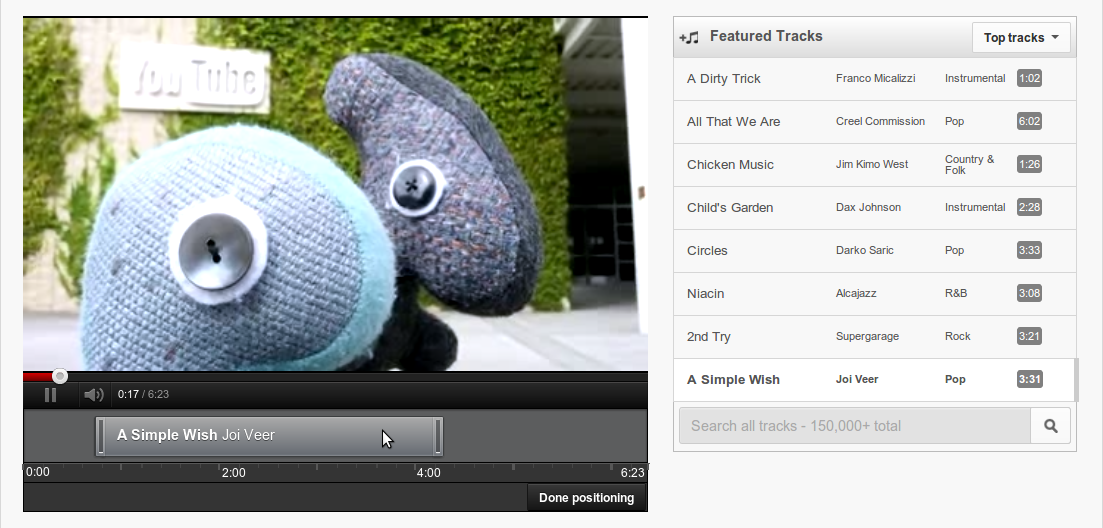 You Tube
0:17 / 6:23
A Simple Wish Joi Veer
0:00 2:00 4:00 6:23
Done positioning
Featured Tracks Top tracks
A Dirty Trick Franco Micalizzi Instrumental 1:02
All That We Are Creel Commission Pop 6:02
Chicken Music Jim Kimo West Country &
Folk 1:26
Child's Garden Dax Johnson Instrumental 2:28
Circles Darko Saric Pop 3:33
Niacin Alcajazz R&B 3:08
2nd Try Supergarage Rock 3:21
A Simple Wish Joi Veer Pop 3:31
Search all tracks - 150,000+ total